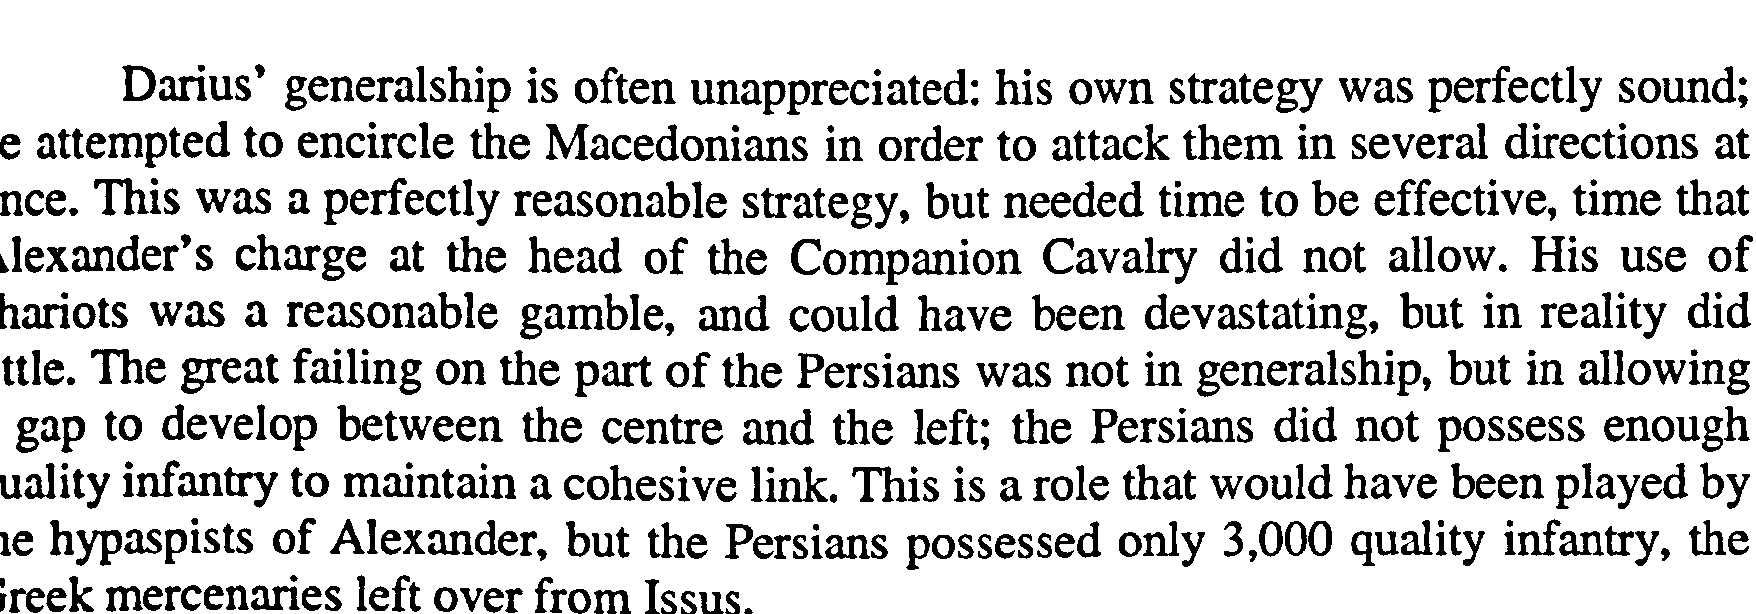 Darius' generalship is often unappreciated: his own strategy was perfectly sound;
e attempted to encircle the Macedonians in order to attack them in several directions at
nce. This was a perfectly reasonable strategy, but needed time to be effective, time that
lexander's charge at the head of the Companion Cavalry did not allow. His use of
hariots was a reasonable gamble, and could have been devastating, but in reality did
ttle. The great failing on the part of the Persians was not in generalship, but in allowing
gap to develop between the centre and the left; the Persians did not possess enough
uality infantry to maintain a cohesive link. This is a role that would have been played by
he hypaspists of Alexander, but the Persians possessed only 3,000 quality infantry, the
Greek mercenaries left over from Issus.